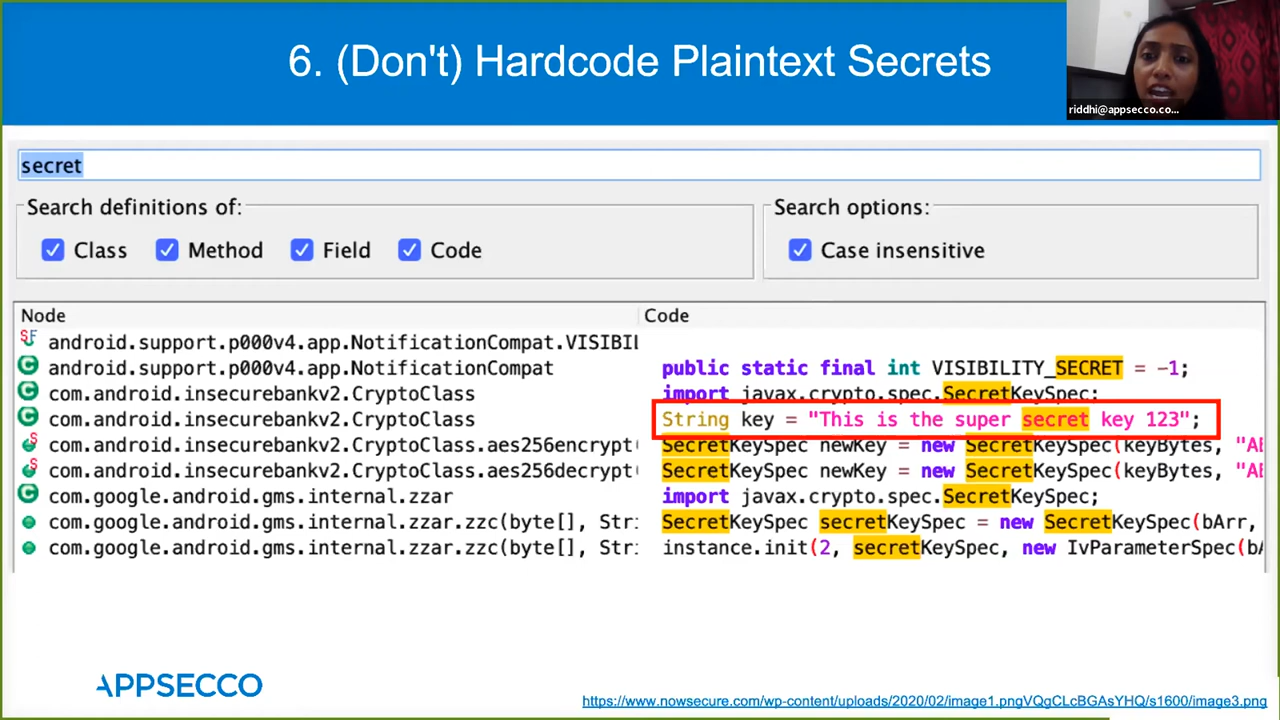 6. (Don't) Hardcode Plaintext Secrets
riddhi@appsecco.co...
secret
Search definitions of:
Class Method Field Code
Search options:
Case insensitive
Node Code
android.support.p000v4.app.NotificationCompat.VISIBIL
android.support.p000v4.app.NotificationCompat public static final int VISIBILITY_SECRET = -1;
com.android.insecurebankv2.CryptoClass import javax.crypto.spec.SecretKeySpec;
com.android.insecurebankv2.CryptoClass String key = "This is the super secret key 123";
com.android.insecurebankv2.CryptoClass.aes256encrypt( SecretKeySpec newKey = new SecretKeySpec(keyBytes, "AE
com.android.insecurebankv2.CryptoClass.aes256decrypt( SecretKeySpec newKey = new SecretKeySpec(keyBytes, "AE
com.google.android.gms.internal.zzar import javax.crypto.spec.SecretKeySpec;
com.google.android.gms.internal.zzar.zzc(byte[], Stri SecretKeySpec secretKeySpec = new SecretKeySpec(bArr,
com.google.android.gms.internal.zzar.zzc(byte[], Stri instance.init(2, secretKeySpec, new IvParameterSpec(bA
APPSECCO
https://www.nowsecure.com/wp-content/uploads/2020/02/image1.pngVQgCLcBGAsYHQ/s1600/image3.png